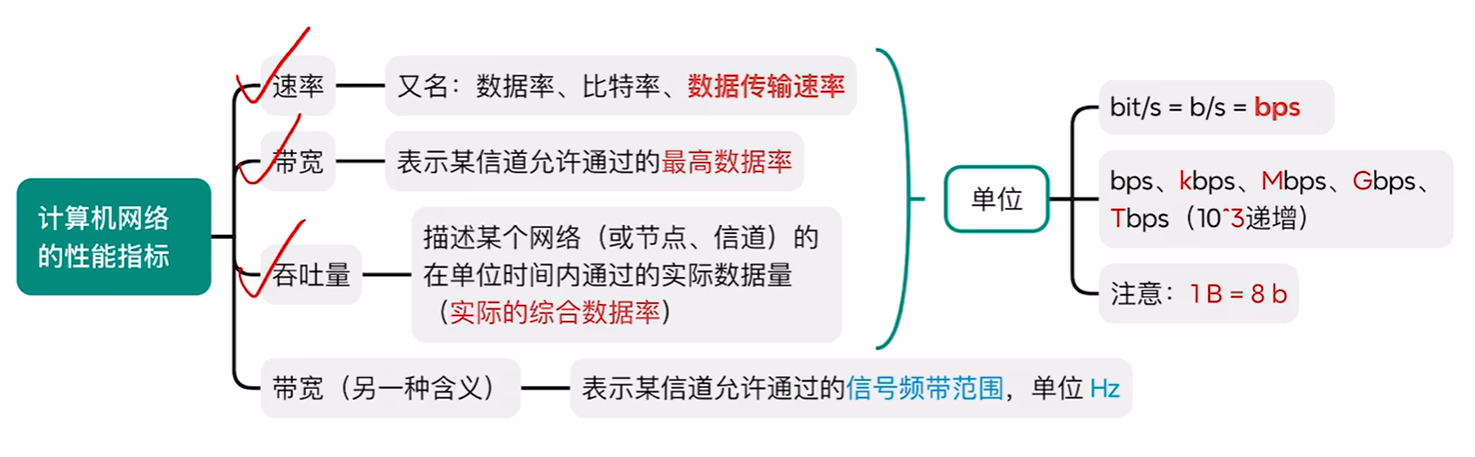 计算机网络
的性能指标
速率
又名：数据率、比特率、数据传输速率
带宽
表示某信道允许通过的最高数据率
吞吐量
描述某个网络（或节点、信道）的
在单位时间内通过的实际数据量
（实际的综合数据率）
带宽（另一种含义）
表示某信道允许通过的信号频带范围，单位 Hz
单位
bit/s = b/s = bps
bps、kbps、Mbps、Gbps、
Tbps（10^3递增）
注意：1 B = 8 b